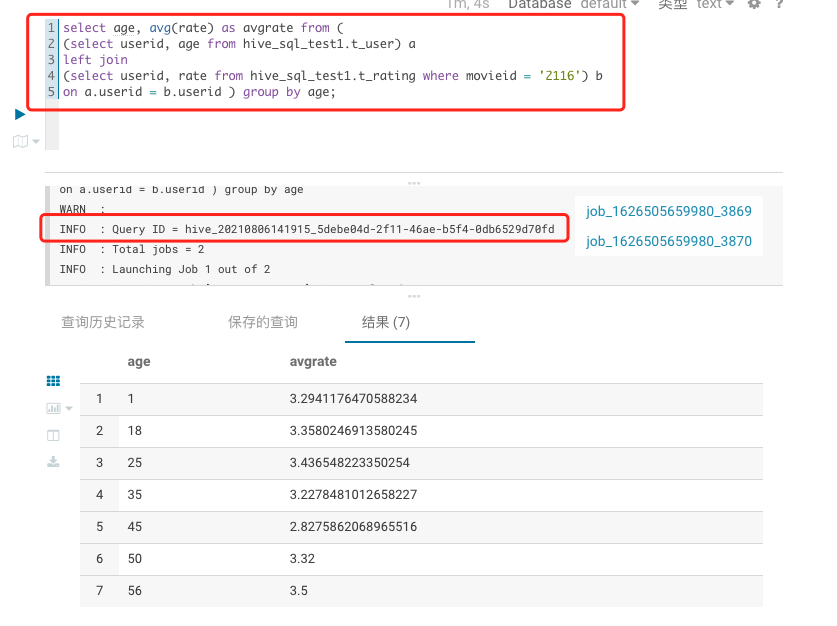 1m, 4s Database default 类型 text ?
1 select age, avg(rate) as avgrate from (
2 (select userid, age from hive_sql_test1.t_user) a
3 left join
4 (select userid, rate from hive_sql_test1.t_rating where movieid = '2116') b
5 on a.userid = b.userid ) group by age;
on a.userid = b.userid ) group by age
WARN :
INFO : Query ID = hive_20210806141915_5debe04d-2f11-46ae-b5f4-0db6529d70fd
INFO : Total jobs = 2
INFO : Launching Job 1 out of 2
job_1626505659980_3869
job_1626505659980_3870
查询历史记录 保存的查询 结果 (7)
age avgrate
1 1 3.2941176470588234
2 18 3.3580246913580245
3 25 3.436548223350254
4 35 3.2278481012658227
5 45 2.8275862068965516
6 50 3.32
7 56 3.5